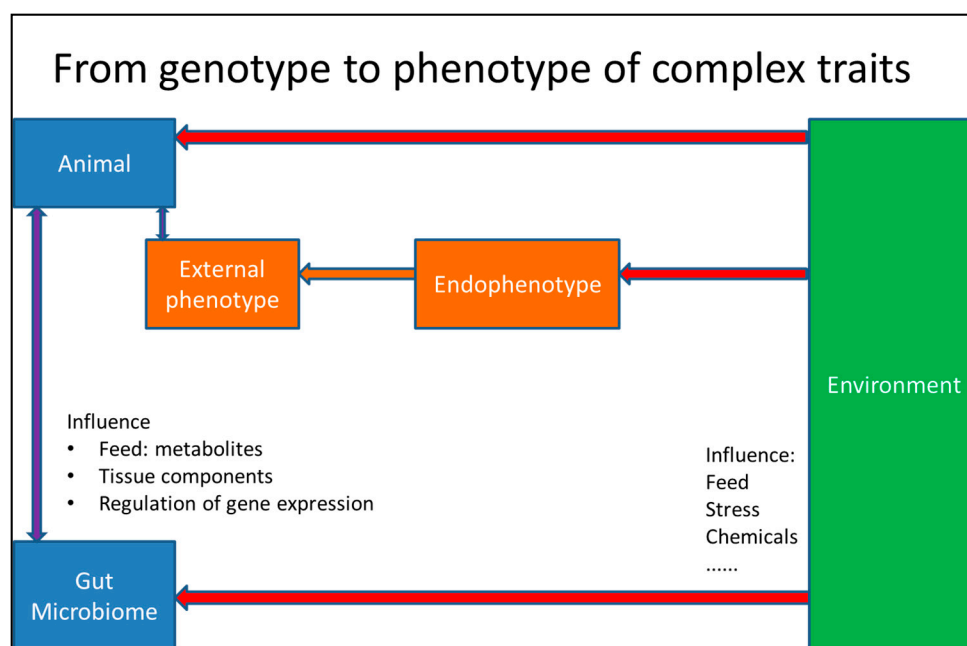 From genotype to phenotype of complex traits
Animal
External
phenotype
Endophenotype
Environment
Influence
• Feed: metabolites
• Tissue components
• Regulation of gene expression
Influence:
Feed
Stress
Chemicals
......
Gut
Microbiome